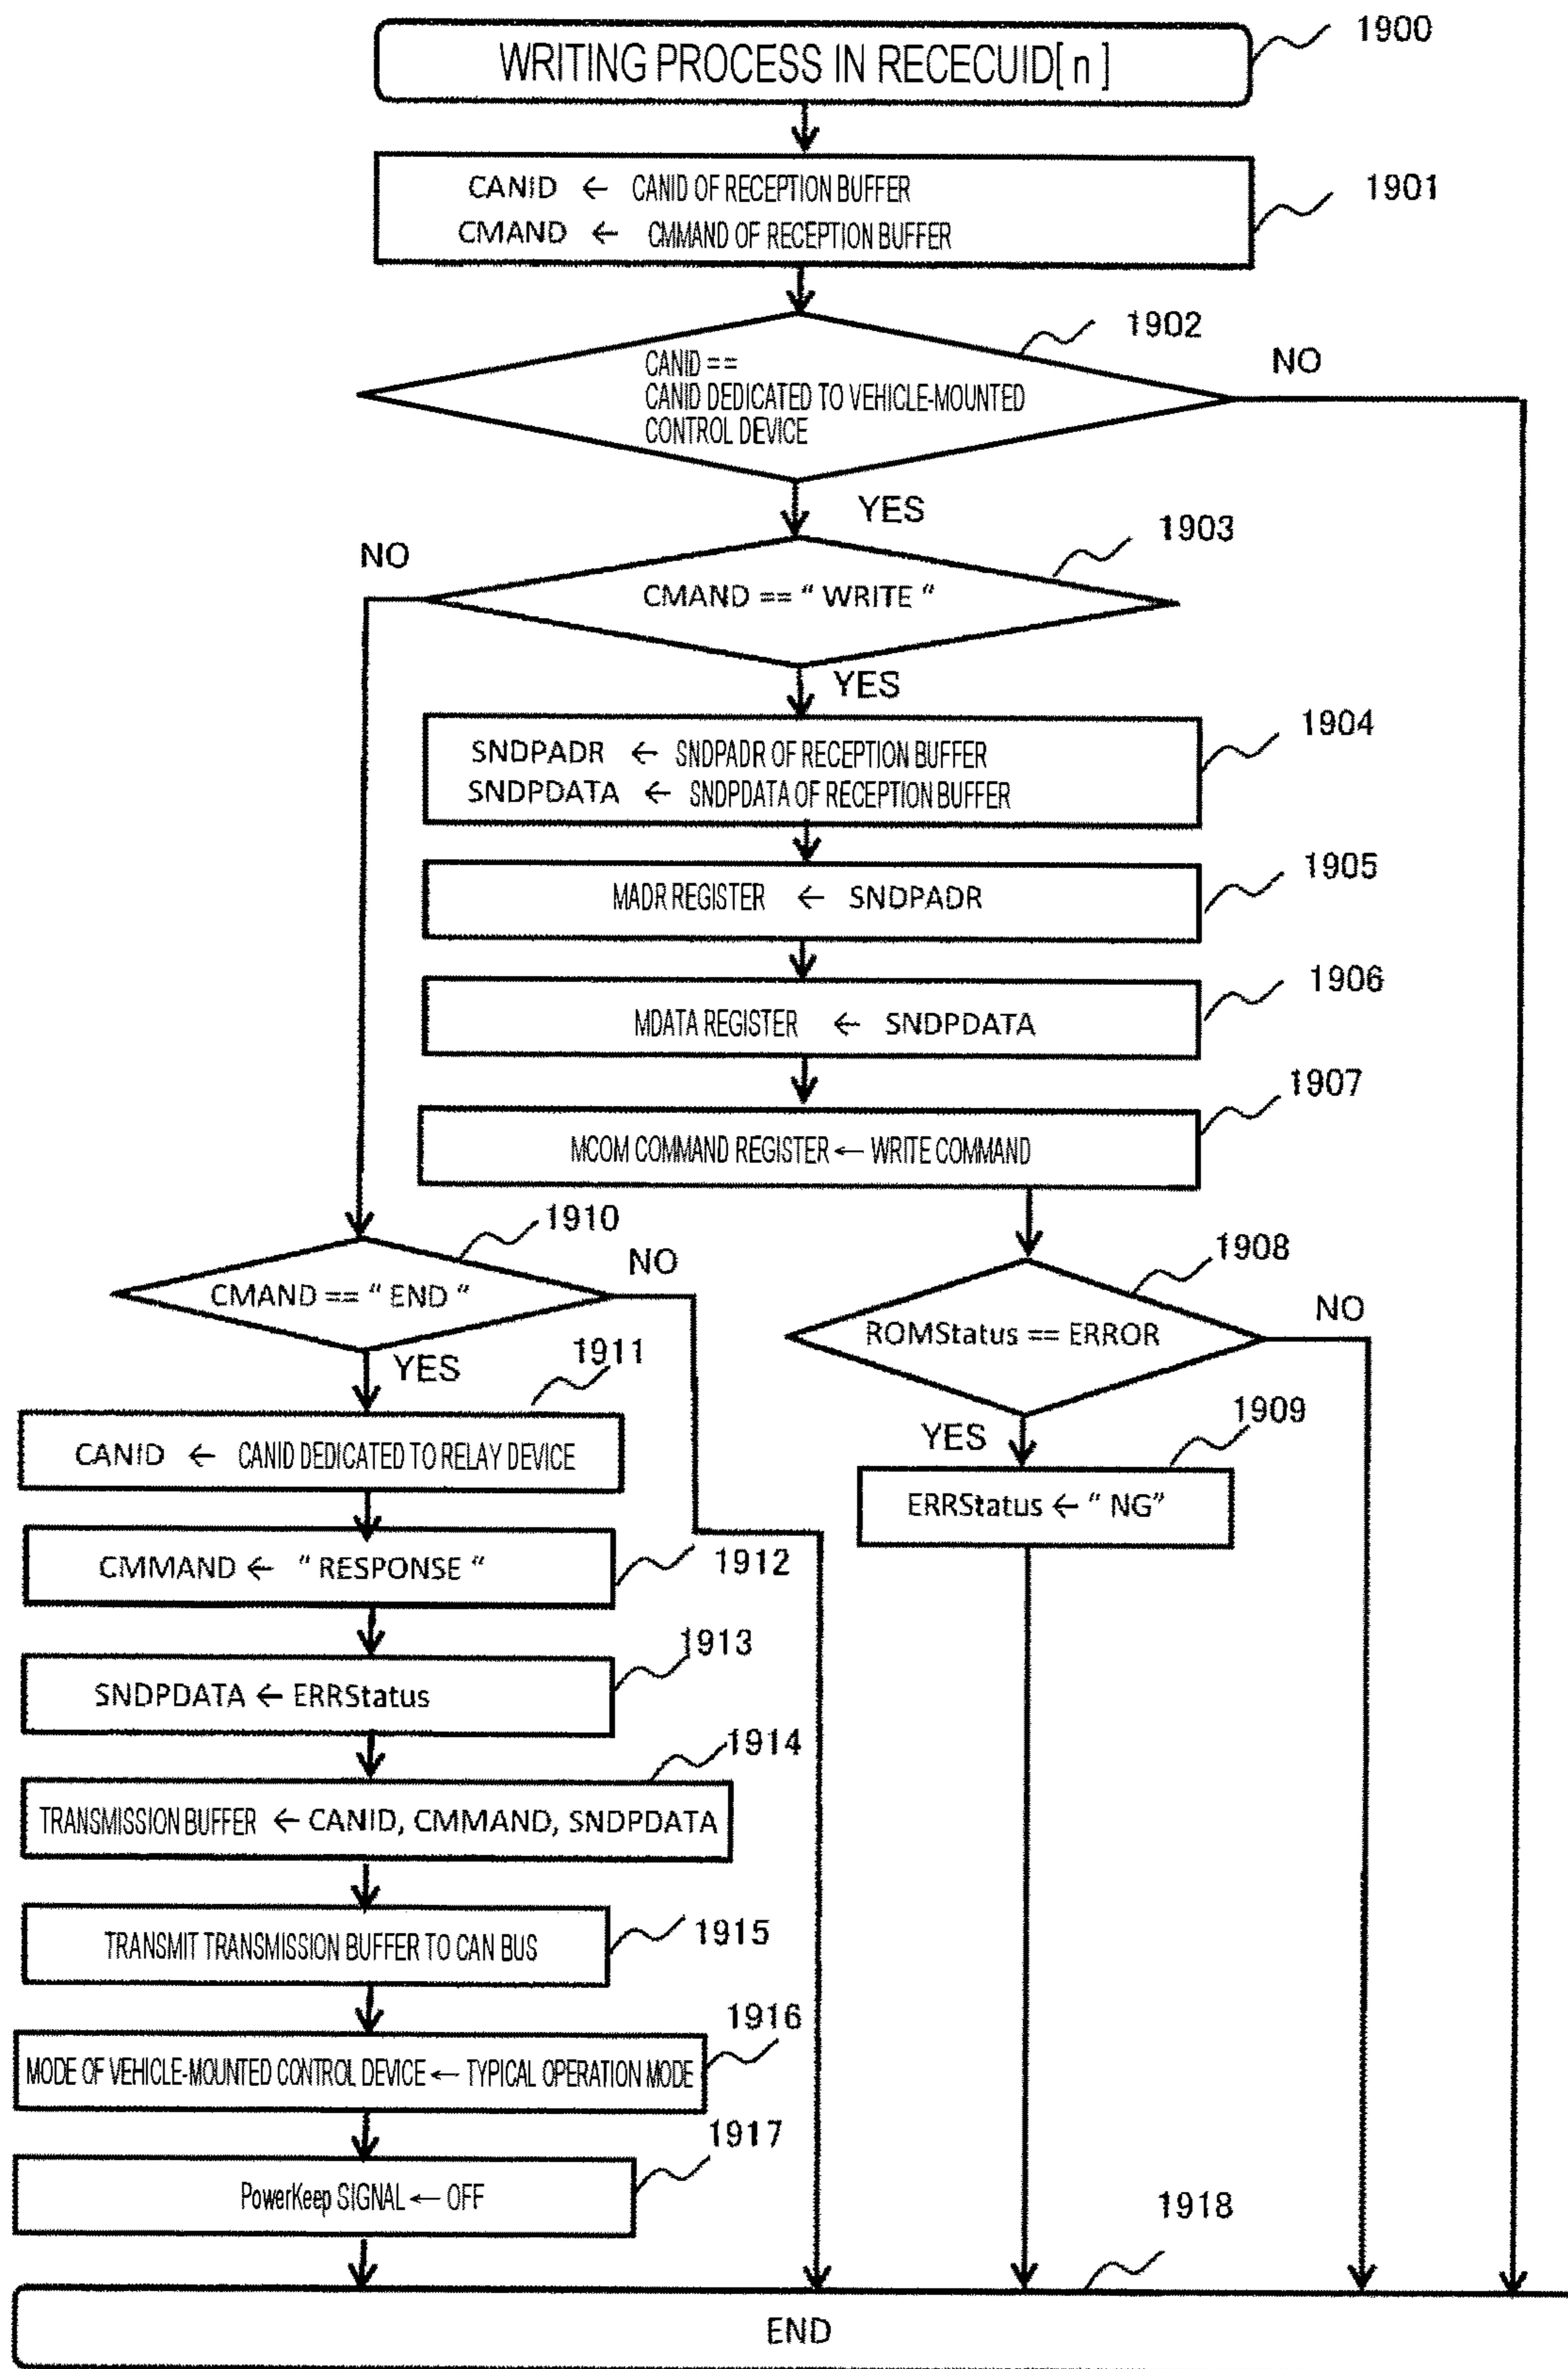 WRITING PROCESS IN RECECUID[ n ]
1900
CANID ← CANID OF RECEPTION BUFFER
CMAND ← CMMAND OF RECEPTION BUFFER
1901
1902
CANID ==
CANID DEDICATED TO VEHICLE-MOUNTED
CONTROL DEVICE
NO
YES
1903
NO
CMAND == " WRITE "
YES
1904
SNDPADR ← SNDPADR OF RECEPTION BUFFER
SNDPDATA ← SNDPDATA OF RECEPTION BUFFER
1905
MADR REGISTER ← SNDPADR
1906
MDATA REGISTER ← SNDPDATA
1907
MCOM COMMAND REGISTER ← WRITE COMMAND
1908
ROMStatus == ERROR
NO
YES
1909
ERRStatus ← " NG"
1910
CMAND == " END "
NO
YES
1911
CANID ← CANID DEDICATED TO RELAY DEVICE
CMMAND ← " RESPONSE "
1912
1913
SNDPDATA ← ERRStatus
1914
TRANSMISSION BUFFER ← CANID, CMMAND, SNDPDATA
TRANSMIT TRANSMISSION BUFFER TO CAN BUS
1915
1916
MODE OF VEHICLE-MOUNTED CONTROL DEVICE ← TYPICAL OPERATION MODE
1917
PowerKeep SIGNAL ← OFF
1918
END